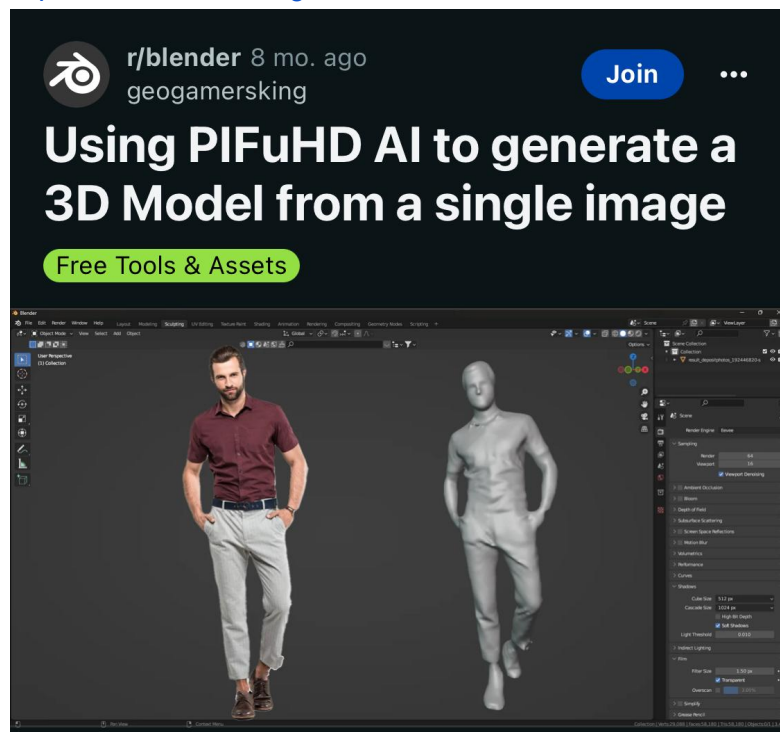 r/blender 8 mo. ago
geogamersking
Join
Using PIFuHD AI to generate a
3D Model from a single image
Free Tools & Assets
Blender
File Edit Render Window Help Layout Modeling Sculpting UV Editing Texture Paint Shading Animation Rendering Compositing Geometry Nodes Scripting +
Scene
ViewLayer
Object Mode View Select Add Object
Global
Options
User Perspective
(1) Collection
Scene Collection
Collection
Scene
Render Engine Eevee
Sampling
Render 64
Viewport 16
Viewport Denoising
Ambient Occlusion
Bloom
Depth of Field
Subsurface Scattering
Screen Space Reflections
Motion Blur
Volumetrics
Performance
Curves
Shadows
Cube Size 512 px
Cascade Size 1024 px
High Bit Depth
Soft Shadows
Light Threshold 0.010
Indirect Lighting
Film
Filter Size 1.50 px
Transparent
Overscan
Simplify
Grease Pencil
Context Menu